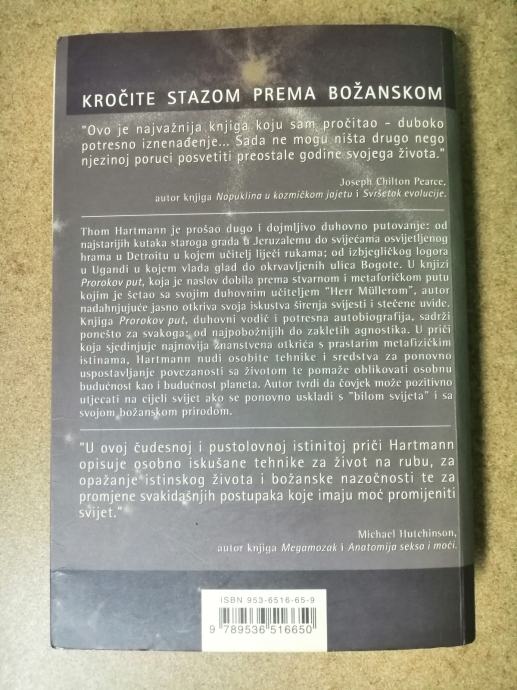 KROČITE STAZOM PREMA BOŽANSKOM
"Ovo je najvažnija knjiga koju sam pročitao - duboko
potresno iznenađenje... Sada ne mogu ništa drugo nego
njezinoj poruci posvetiti preostale godine svojega života."
Joseph Chilton Pearce,
autor knjiga Napuklina u kozmičkom jajetu i Svršetak evolucije.
Thom Hartmann je prošao dugo i dojmljivo duhovno putovanje: od
najstarijih kutaka staroga grada u Jeruzalemu do svijećama osvijetljenog
hrama u Detroitu u kojem učitelj liječi rukama; od izbjegličkog logora
u Ugandi u kojem vlada glad do okrvavljenih ulica Bogote. U knjizi
Prorokov put, koja je naslov dobila prema stvarnom i metaforičkom putu
kojim je šetao sa svojim duhovnim učiteljem "Herr Müllerom", autor
nadahnjujuće jasno otkriva svoja iskustva širenja svijesti i stečene uvide.
Knjiga Prorokov put, duhovni vodič i potresna autobiografija, sadrži
ponešto za svakoga; od najpobožnijih do zakletih agnostika. U priči
koja sjedinjuje najnovija znanstvena otkrića s prastarim metafizičkim
istinama, Hartmann nudi osobite tehnike i sredstva za ponovno
uspostavljanje povezanosti sa životom te pomaže oblikovati osobnu
budućnost kao i budućnost planeta. Autor tvrdi da čovjek može pozitivno
utjecati na cijeli svijet ako se ponovno uskladi s "bilom svijeta" i sa
svojom božanskom prirodom.
"U ovoj čudesnoj i pustolovnoj istinitoj priči Hartmann
opisuje osobno iskušane tehnike za život na rubu, za
opažanje istinskog života i božanske nazočnosti te za
promjene svakidašnjih postupaka koje imaju moć promijeniti
svijet."
Michael Hutchinson,
autor knjiga Megamozak i Anatomija seksa i moći.
ISBN 953-6516-65-9
9 789536 516650